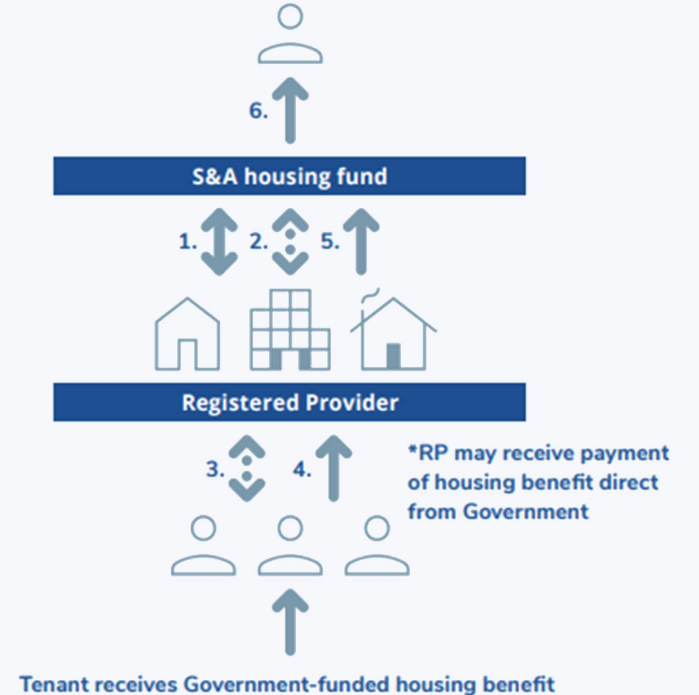 6.
S&A housing fund
1. 2. 5.
Registered Provider
3. 4.
*RP may receive payment
of housing benefit direct
from Government
Tenant receives Government-funded housing benefit